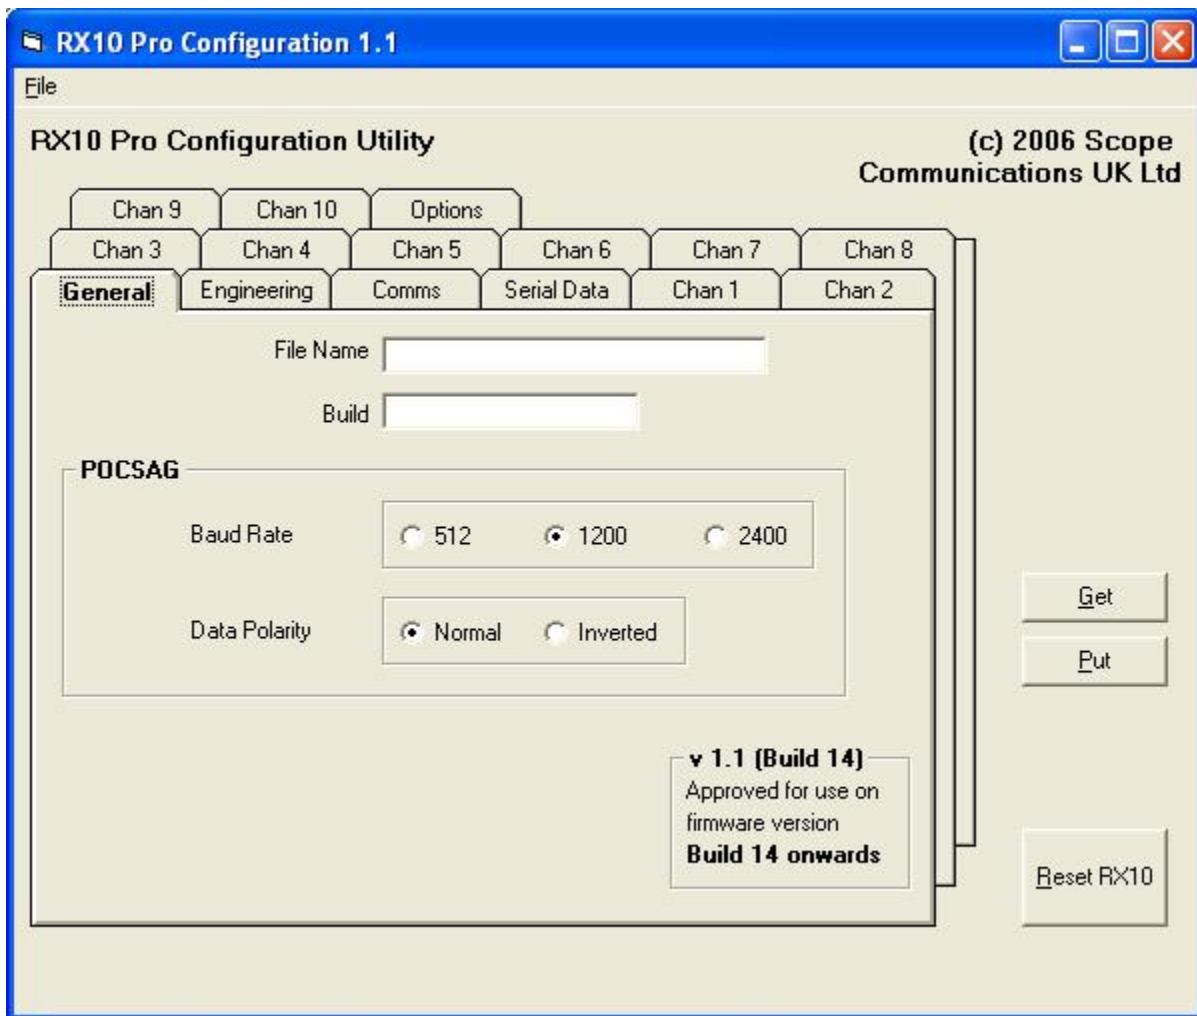 RX10 Pro Configuration 1.1
File
RX10 Pro Configuration Utility
(c) 2006 Scope
Communications UK Ltd
Chan 9
Chan 10
Options
Chan 3
Chan 4
Chan 5
Chan 6
Chan 7
Chan 8
General
Engineering
Comms
Serial Data
Chan 1
Chan 2
File Name
Build
POCSAG
Baud Rate
512
1200
2400
Data Polarity
Normal
Inverted
Get
Put
v 1.1 (Build 14)
Approved for use on
firmware version
Build 14 onwards
Reset RX10